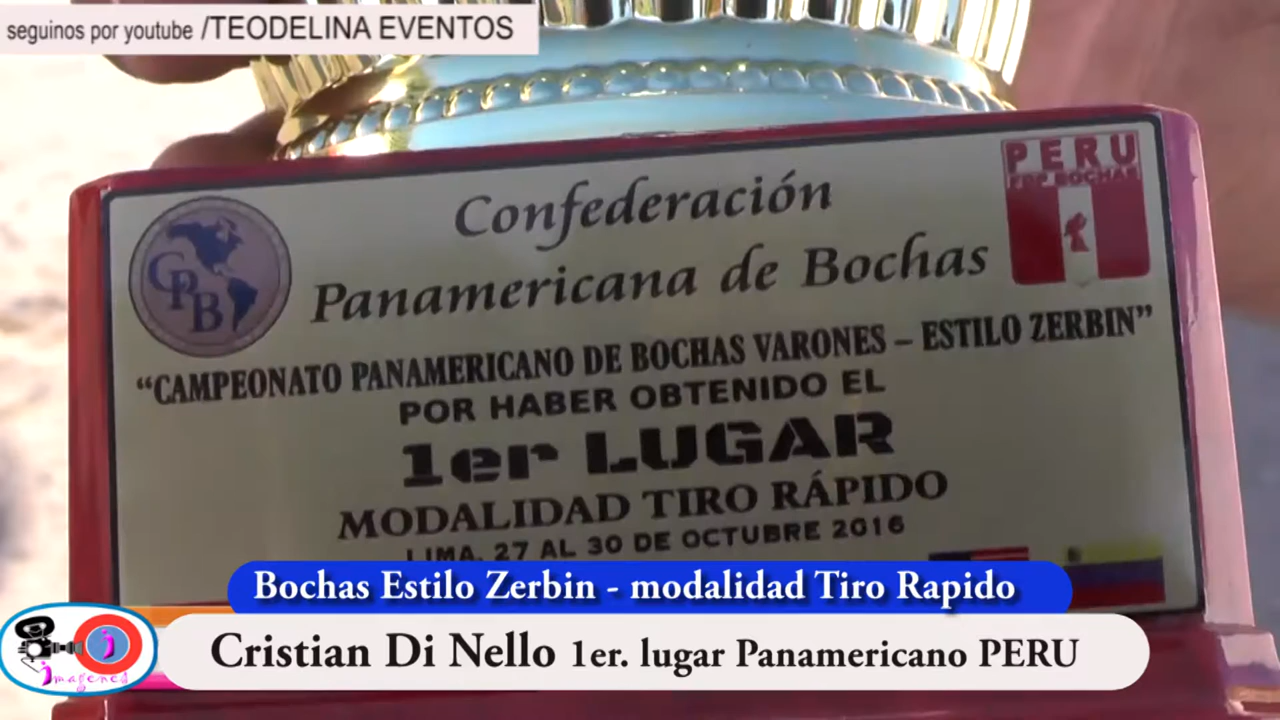 seguinos por youtube /TEODELINA EVENTOS
PERU
FDP BOCHAS
Confederación
CPB
Panamericana de Bochas
“CAMPEONATO PANAMERICANO DE BOCHAS VARONES – ESTILO ZERBIN”
POR HABER OBTENIDO EL
1er LUGAR
MODALIDAD TIRO RÁPIDO
LIMA, 27 AL 30 DE OCTUBRE 2016
Bochas Estilo Zerbin - modalidad Tiro Rapido
Cristian Di Nello 1er. lugar Panamericano PERU
imagenes